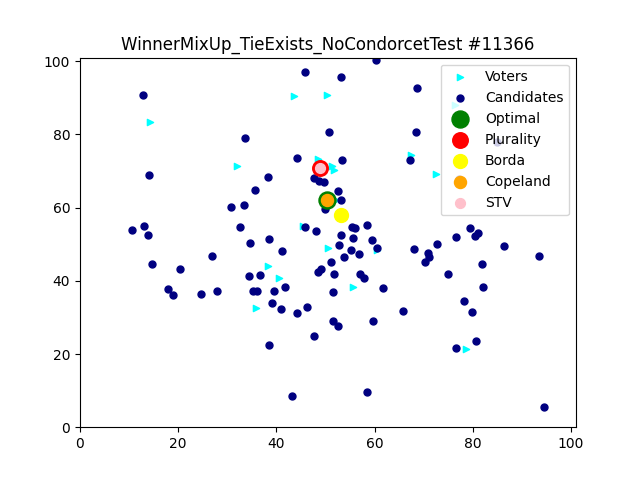 WinnerMixUp_TieExists_NoCondorcetTest #11366
100
80
60
40
20
0
0 20 40 60 80 100
Voters
Candidates
Optimal
Plurality
Borda
Copeland
STV